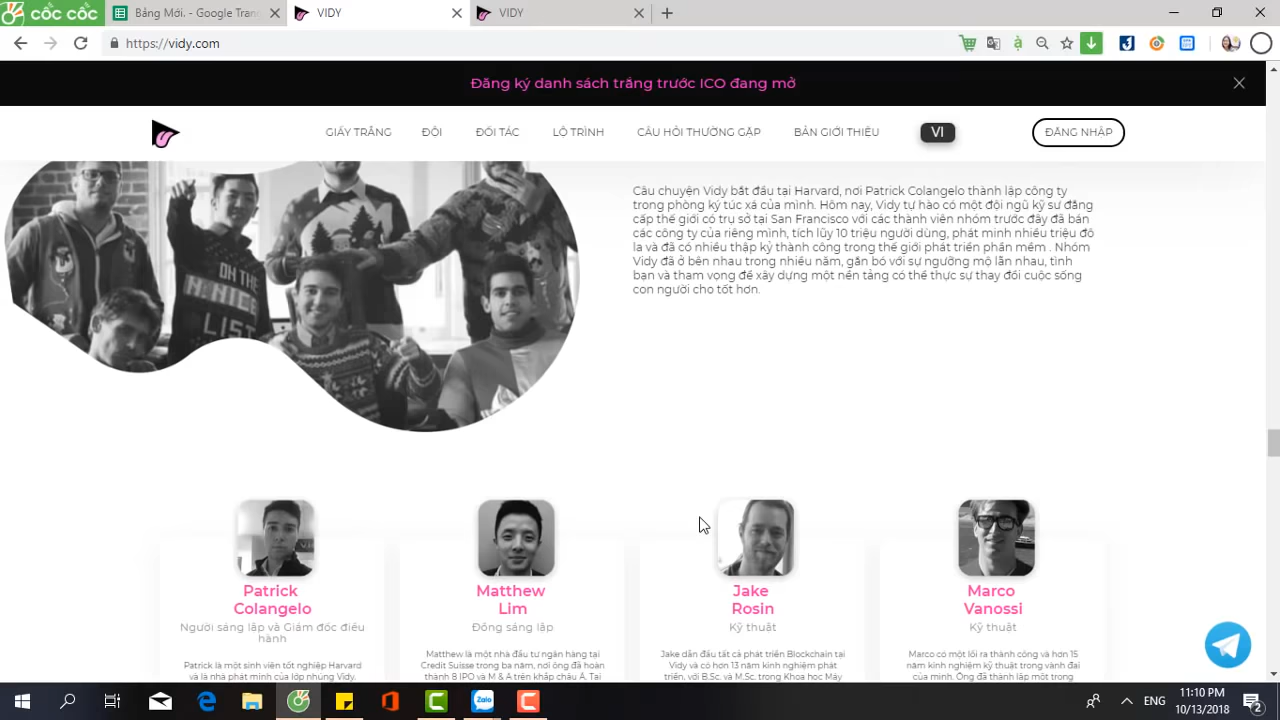 cốc cốc
Bảng Mới. - Google Tran
VIDY
VIDY
https://vidy.com
Đăng ký danh sách trắng trước ICO đang mở
GIẤY TRẮNG
ĐỘI
ĐỐI TÁC
LỘ TRÌNH
CÂU HỎI THƯỜNG GẶP
BẢN GIỚI THIỆU
VI
ĐĂNG NHẬP
OH THE
NICE
LIST
Câu chuyện Vidy bắt đầu tại Harvard, nơi Patrick Colangelo thành lập công ty
trong phòng ký túc xá của mình. Hôm nay, Vidy tự hào có một đội ngũ kỹ sư đẳng
cấp thế giới có trụ sở tại San Francisco với các thành viên nhóm trước đây đã bán
các công ty của riêng mình, tích lũy 10 triệu người dùng, phát minh nhiều triệu đô
la và đã có nhiều thập kỷ thành công trong thế giới phát triển phần mềm . Nhóm
Vidy đã ở bên nhau trong nhiều năm, gắn bó với sự ngưỡng mộ lẫn nhau, tình
bạn và tham vọng để xây dựng một nền tảng có thể thực sự thay đổi cuộc sống
con người cho tốt hơn.
Patrick
Colangelo
Người sáng lập và Giám đốc điều
hành
Patrick là một sinh viên tốt nghiệp Harvard
và là nhà phát minh của lớp nhúng Vidy.
Matthew
Lim
Đồng sáng lập
Matthew là một nhà đầu tư ngân hàng tại
Credit Suisse trong ba năm, nơi ông đã hoàn
thành 8 IPO và M & A trên khắp châu Á. Tại
Jake
Rosin
Kỹ thuật
Jake dẫn đầu tất cả phát triển Blockchain tại
Vidy và có hơn 13 năm kinh nghiệm phát
triển, với B.Sc. và M.Sc. trong Khoa học Máy
Marco
Vanossi
Kỹ thuật
Marco có một lối ra thành công và hơn 15
năm kinh nghiệm kỹ thuật trong vành đai
của mình. Ông đã thành lập một trong
Zalo
ENG
11:10 PM
10/13/2018
2